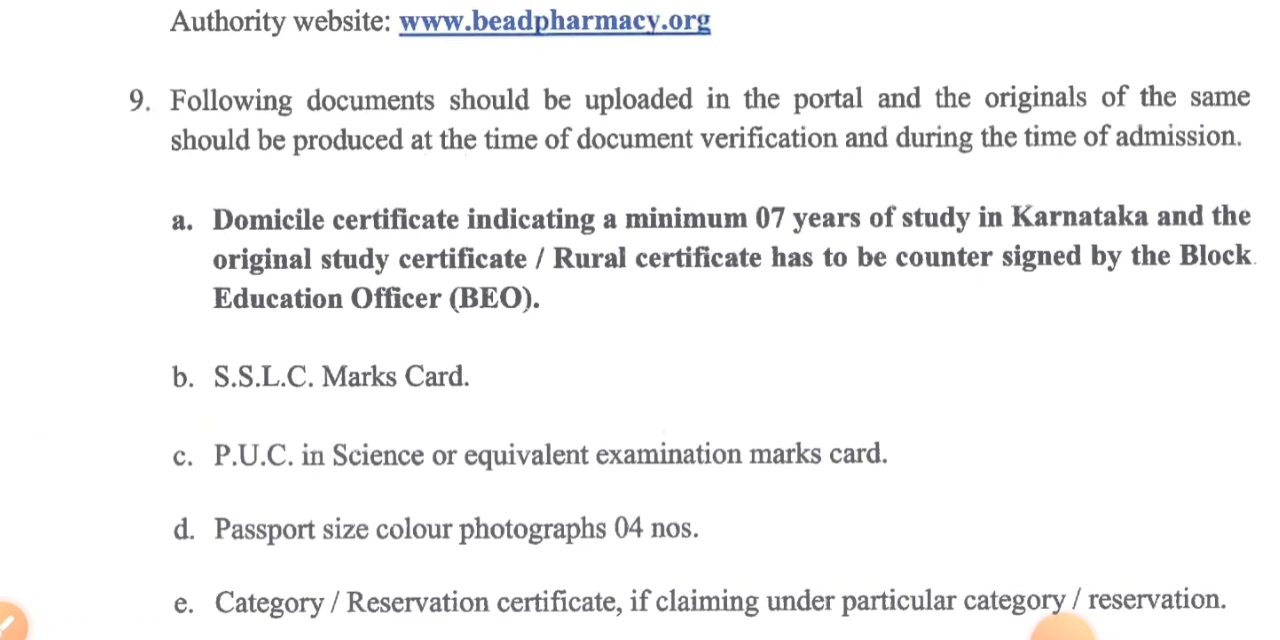 Authority website: www.beadpharmacy.org
9. Following documents should be uploaded in the portal and the originals of the same
should be produced at the time of document verification and during the time of admission.
a. Domicile certificate indicating a minimum 07 years of study in Karnataka and the
original study certificate / Rural certificate has to be counter signed by the Block
Education Officer (BEO).
b. S.S.L.C. Marks Card.
c. P.U.C. in Science or equivalent examination marks card.
d. Passport size colour photographs 04 nos.
e. Category / Reservation certificate, if claiming under particular category / reservation.